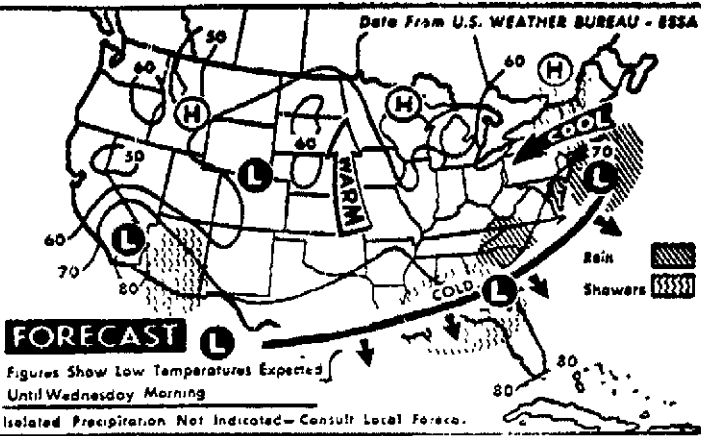 Data From U.S. WEATHER BUREAU - ESSA
50
60
60
H
H
H
COOL
50
60
70
L
L
WARM
60
L
70
80
Rain
COLD
L
Showers
FORECAST
L
Figures Show Low Temperatures Expected
Until Wednesday Morning
80
80
Isolated Precipitation Not Indicated - Consult Local Foreca.